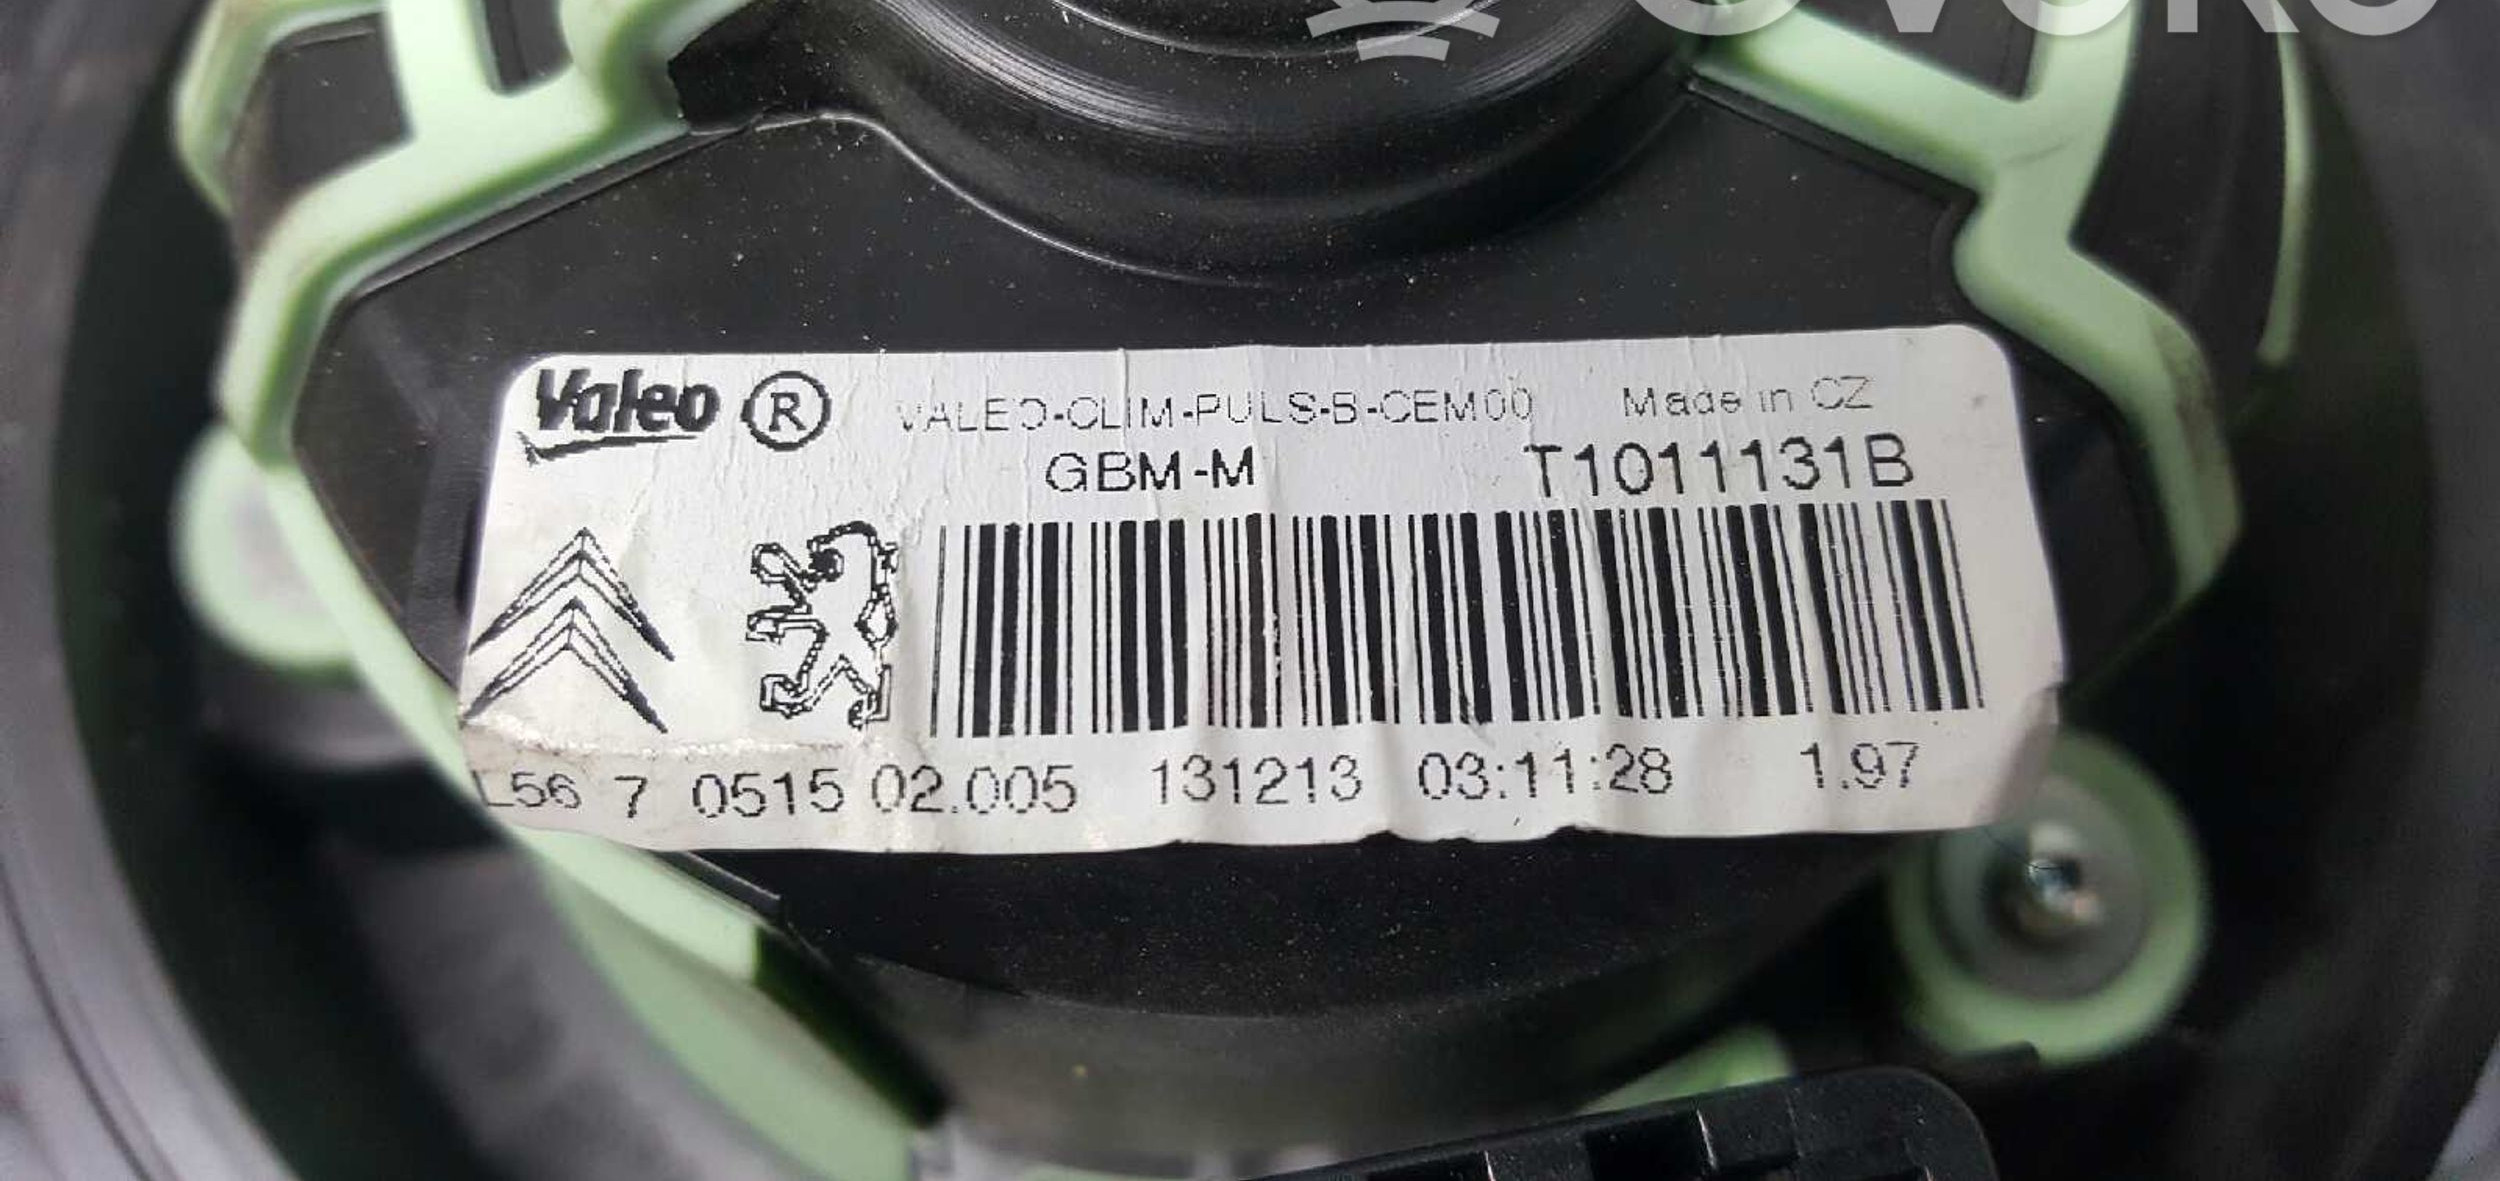 OVOKO
Valeo ® VALEO-CLIM-PULS-B-CEM00 Made in CZ
GBM-M T1011131B
L56 7 0515 02.005 131213 03:11:28 1.97